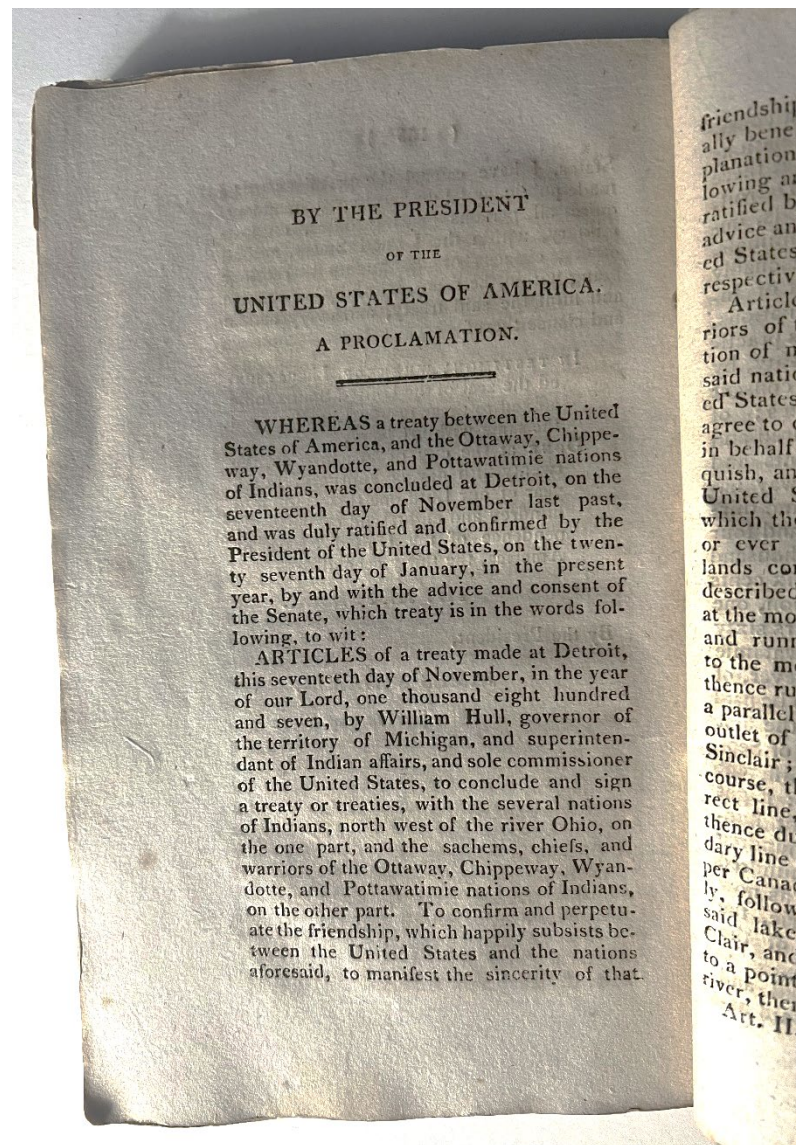 BY THE PRESIDENT
OF THE
UNITED STATES OF AMERICA.
A PROCLAMATION.
WHEREAS a treaty between the United
States of America, and the Ottaway, Chippe-
way, Wyandotte, and Pottawatimie nations
of Indians, was concluded at Detroit, on the
seventeenth day of November last past,
and was duly ratified and confirmed by the
President of the United States, on the twen-
ty seventh day of January, in the present
year, by and with the advice and consent of
the Senate, which treaty is in the words fol-
lowing, to wit:
ARTICLES of a treaty made at Detroit,
this seventeeth day of November, in the year
of our Lord, one thousand eight hundred
and seven, by William Hull, governor of
the territory of Michigan, and superinten-
dant of Indian affairs, and sole commissioner
of the United States, to conclude and sign
a treaty or treaties, with the several nations
of Indians, north west of the river Ohio, on
the one part, and the sachems, chiefs, and
warriors of the Ottaway, Chippeway, Wyan-
dotte, and Pottawatimie nations of Indians,
on the other part. To confirm and perpetu-
ate the friendship, which happily subsists be-
tween the United States and the nations
aforesaid, to manifest the sincerity of that
friendship
ally bene
planation
lowing
ratified b
advice an
ed States
respectiv
Article
riors of
tion of
said natio
ed States
agree to
in behalf
quish, an
United S
which the
or ever
lands con
described
at the mo
and runn
to the m
thence ru
a parallel
outlet of
Sinclair;
course, th
rect line,
thence du
dary line
per Canad
ly, follow
said lake
Clair, and
to a point
river, then
Art. II.